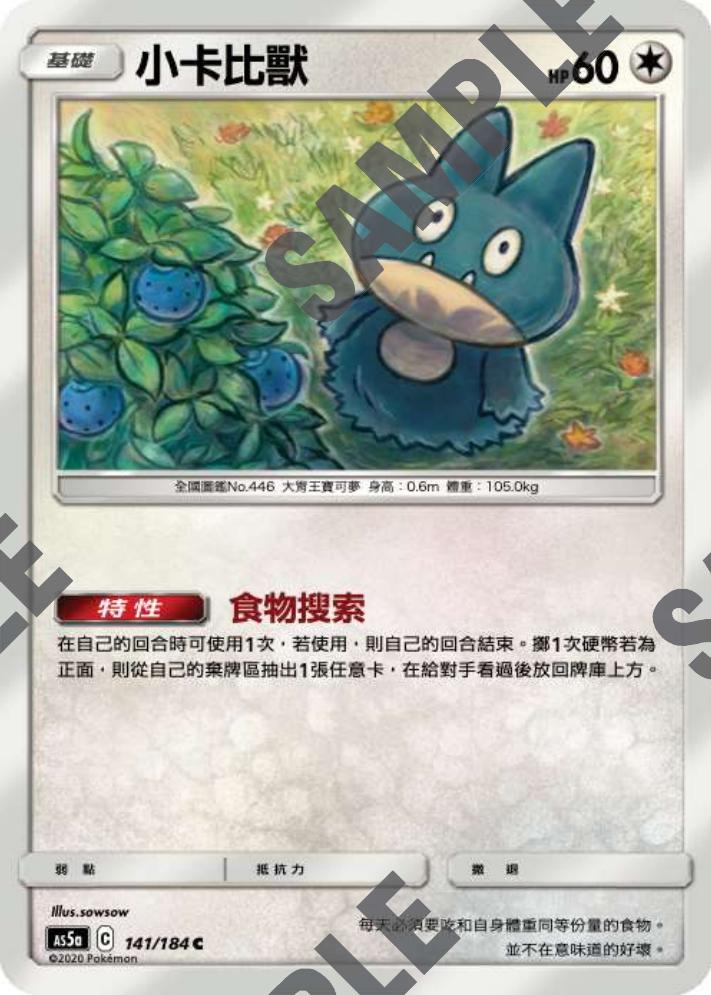 基礎 小卡比獸 HP60
SAMPLE
全國圖鑑No.446 大胃王寶可夢 身高：0.6m 體重：105.0kg
特性 食物搜索
在自己的回合時可使用1次，若使用，則自己的回合結束。擲1次硬幣若為
正面，則從自己的棄牌區抽出1張任意卡，在給對手看過後放回牌庫上方。
弱點 抵抗力 撤退
Illus.sowsow
AS5a C 141/184 C
©2020 Pokémon
每天必須要吃和自身體重同等份量的食物。
並不在意味道的好壞。